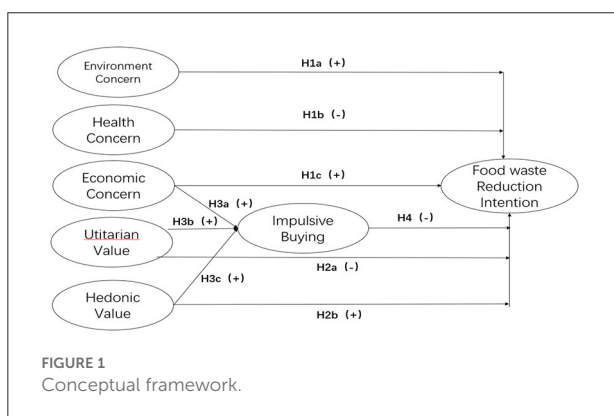 Environment
Concern
H1a (+)
Health
Concern
H1b (-)
Economic
Concern
H1c (+)
Food waste
Reduction
Intention
H3a (+)
H3b (+)
Impulsive
Buying
H4 (-)
Utitarian
Value
H2a (-)
H3c (+)
Hedonic
Value
H2b (+)
FIGURE 1
Conceptual framework.